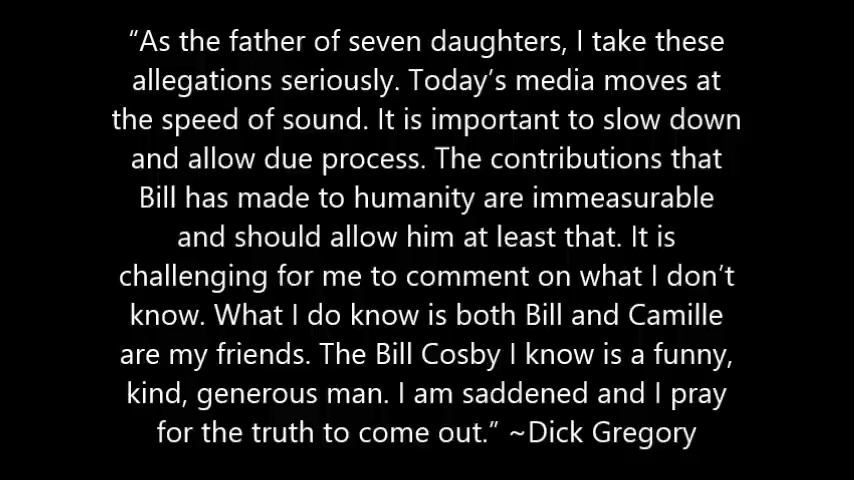 “As the father of seven daughters, I take these
allegations seriously. Today’s media moves at
the speed of sound. It is important to slow down
and allow due process. The contributions that
Bill has made to humanity are immeasurable
and should allow him at least that. It is
challenging for me to comment on what I don’t
know. What I do know is both Bill and Camille
are my friends. The Bill Cosby I know is a funny,
kind, generous man. I am saddened and I pray
for the truth to come out.” ~Dick Gregory